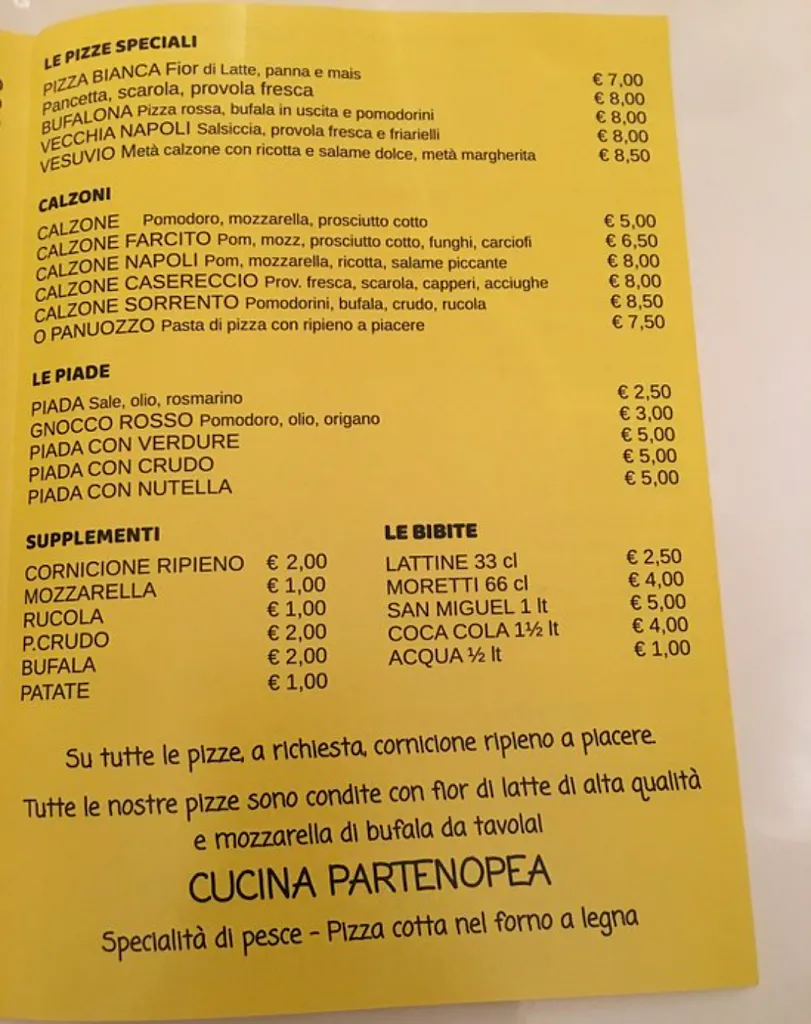 LE PIZZE SPECIALI
PIZZA BIANCA Fior di Latte, panna e mais € 7,00
Pancetta, scarola, provola fresca € 8,00
BUFALONA Pizza rossa, bufala in uscita e pomodorini € 8,00
VECCHIA NAPOLI Salsiccia, provola fresca e friarielli € 8,00
VESUVIO Metà calzone con ricotta e salame dolce, metà margherita € 8,50
CALZONI
CALZONE Pomodoro, mozzarella, prosciutto cotto € 5,00
CALZONE FARCITO Pom, mozz, prosciutto cotto, funghi, carciofi € 6,50
CALZONE NAPOLI Pom, mozzarella, ricotta, salame piccante € 8,00
CALZONE CASERECCIO Prov. fresca, scarola, capperi, acciughe € 8,00
CALZONE SORRENTO Pomodorini, bufala, crudo, rucola € 8,50
O PANUOZZO Pasta di pizza con ripieno a piacere € 7,50
LE PIADE
PIADA Sale, olio, rosmarino € 2,50
GNOCCO ROSSO Pomodoro, olio, origano € 3,00
PIADA CON VERDURE € 5,00
PIADA CON CRUDO € 5,00
PIADA CON NUTELLA € 5,00
SUPPLEMENTI
CORNICIONE RIPIENO € 2,00
MOZZARELLA € 1,00
RUCOLA € 1,00
P.CRUDO € 2,00
BUFALA € 2,00
PATATE € 1,00
LE BIBITE
LATTINE 33 cl € 2,50
MORETTI 66 cl € 4,00
SAN MIGUEL 1 lt € 5,00
COCA COLA 1½ lt € 4,00
ACQUA ½ lt € 1,00
Su tutte le pizze, a richiesta, cornicione ripieno a piacere.
Tutte le nostre pizze sono condite con fior di latte di alta qualità
e mozzarella di bufala da tavola!
CUCINA PARTENOPEA
Specialità di pesce - Pizza cotta nel forno a legna